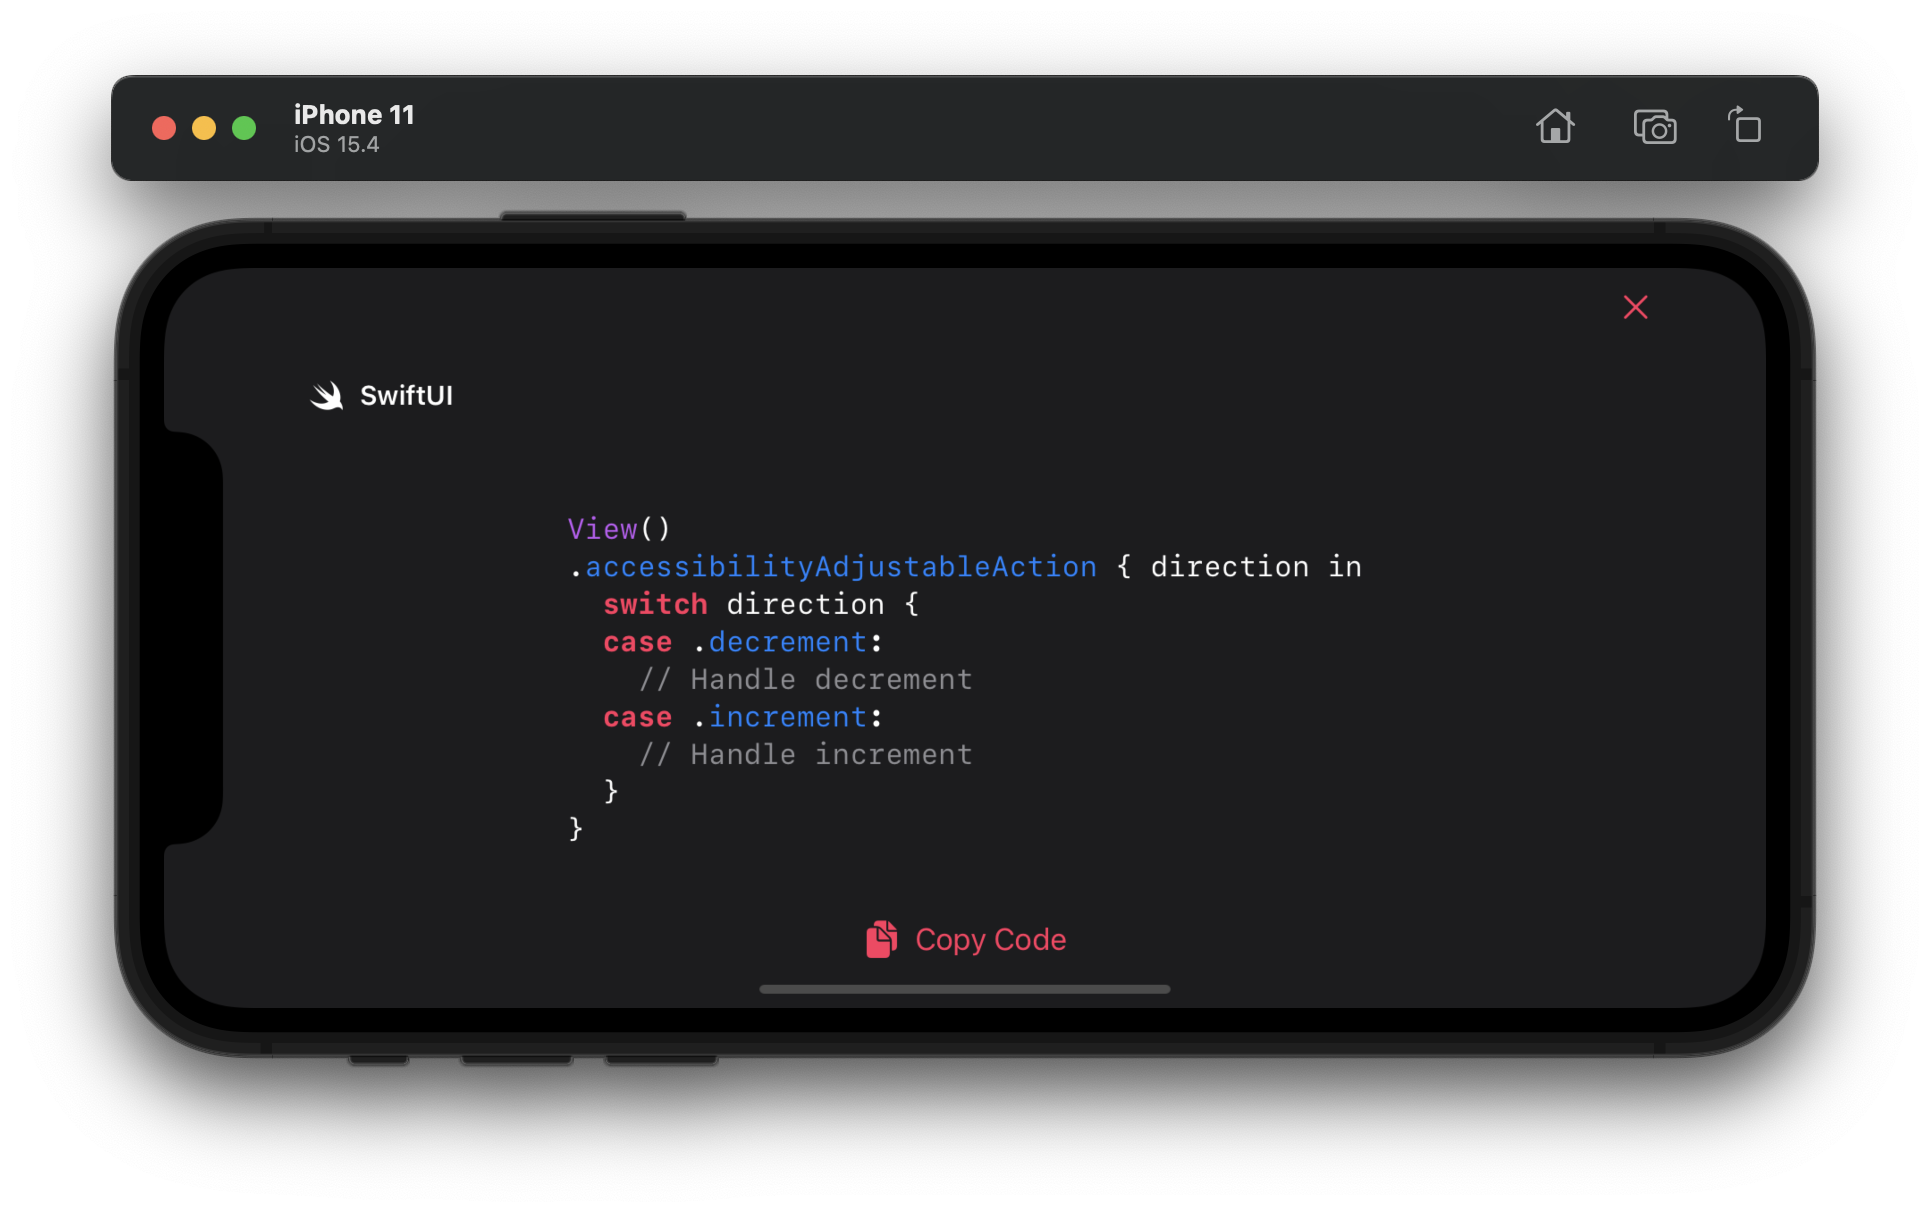 iPhone 11
iOS 15.4
SwiftUI
View()
.accessibilityAdjustableAction { direction in
  switch direction {
  case .decrement:
    // Handle decrement
  case .increment:
    // Handle increment
  }
}
Copy Code